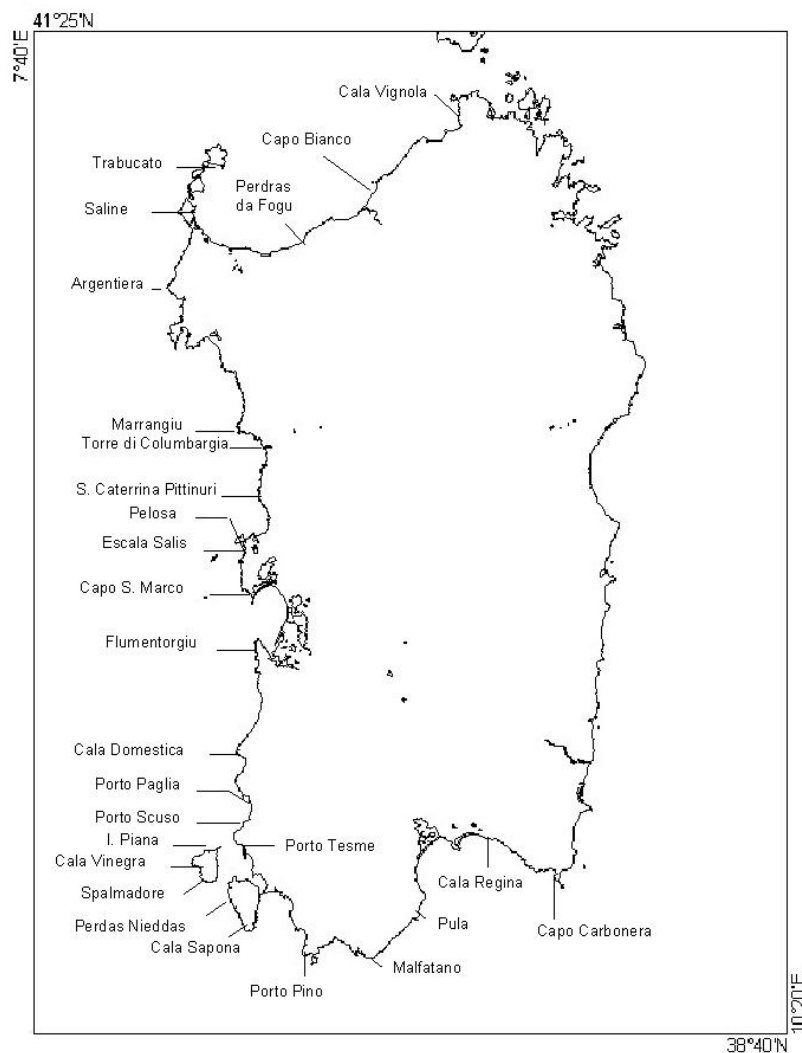 41°25'N
7°40'E
Cala Vignola
Capo Bianco
Trabucato
Perdras
da Fogu
Saline
Argentiera
Marrangiu
Torre di Columbargia
S. Caterrina Pittinuri
Pelosa
Escala Salis
Capo S. Marco
Flumentorgiu
Cala Domestica
Porto Paglia
Porto Scuso
I. Piana
Porto Tesme
Cala Vinegra
Cala Regina
Spalmadore
Perdas Nieddas
Pula
Capo Carbonera
Cala Sapona
Malfatano
Porto Pino
10°20'E
38°40'N